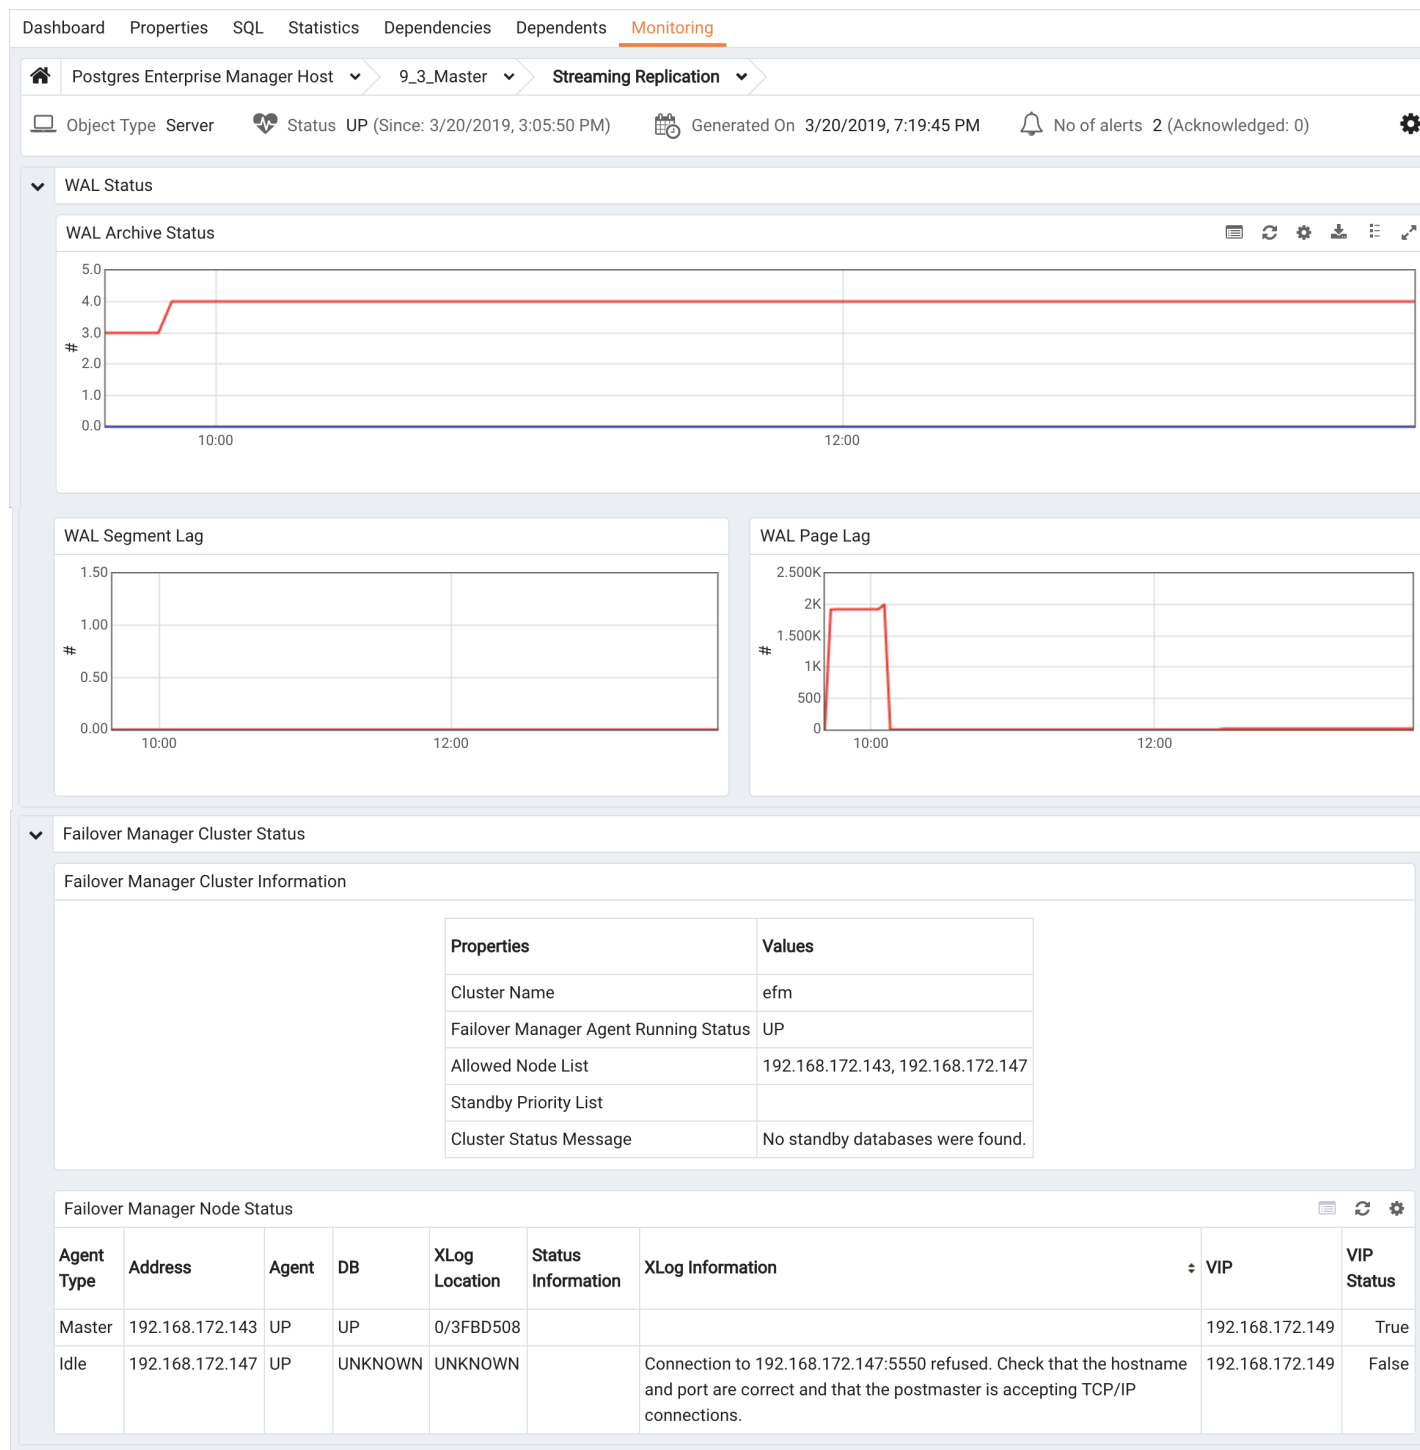 Dashboard Properties SQL Statistics Dependencies Dependents Monitoring
Postgres Enterprise Manager Host 9_3_Master Streaming Replication
Object Type Server Status UP (Since: 3/20/2019, 3:05:50 PM) Generated On 3/20/2019, 7:19:45 PM No of alerts 2 (Acknowledged: 0)
WAL Status
WAL Archive Status
5.0
4.0
3.0
#
2.0
1.0
0.0
10:00 12:00
WAL Segment Lag
1.50
1.00
#
0.50
0.00
10:00 12:00
WAL Page Lag
2.500K
2K
1.500K
#
1K
500
0
10:00 12:00
Failover Manager Cluster Status
Failover Manager Cluster Information
Properties Values
Cluster Name efm
Failover Manager Agent Running Status UP
Allowed Node List 192.168.172.143, 192.168.172.147
Standby Priority List
Cluster Status Message No standby databases were found.
Failover Manager Node Status
Agent Type Address Agent DB XLog Location Status Information XLog Information VIP VIP Status
Master 192.168.172.143 UP UP 0/3FBD508 192.168.172.149 True
Idle 192.168.172.147 UP UNKNOWN UNKNOWN Connection to 192.168.172.147:5550 refused. Check that the hostname 192.168.172.149 False
and port are correct and that the postmaster is accepting TCP/IP
connections.